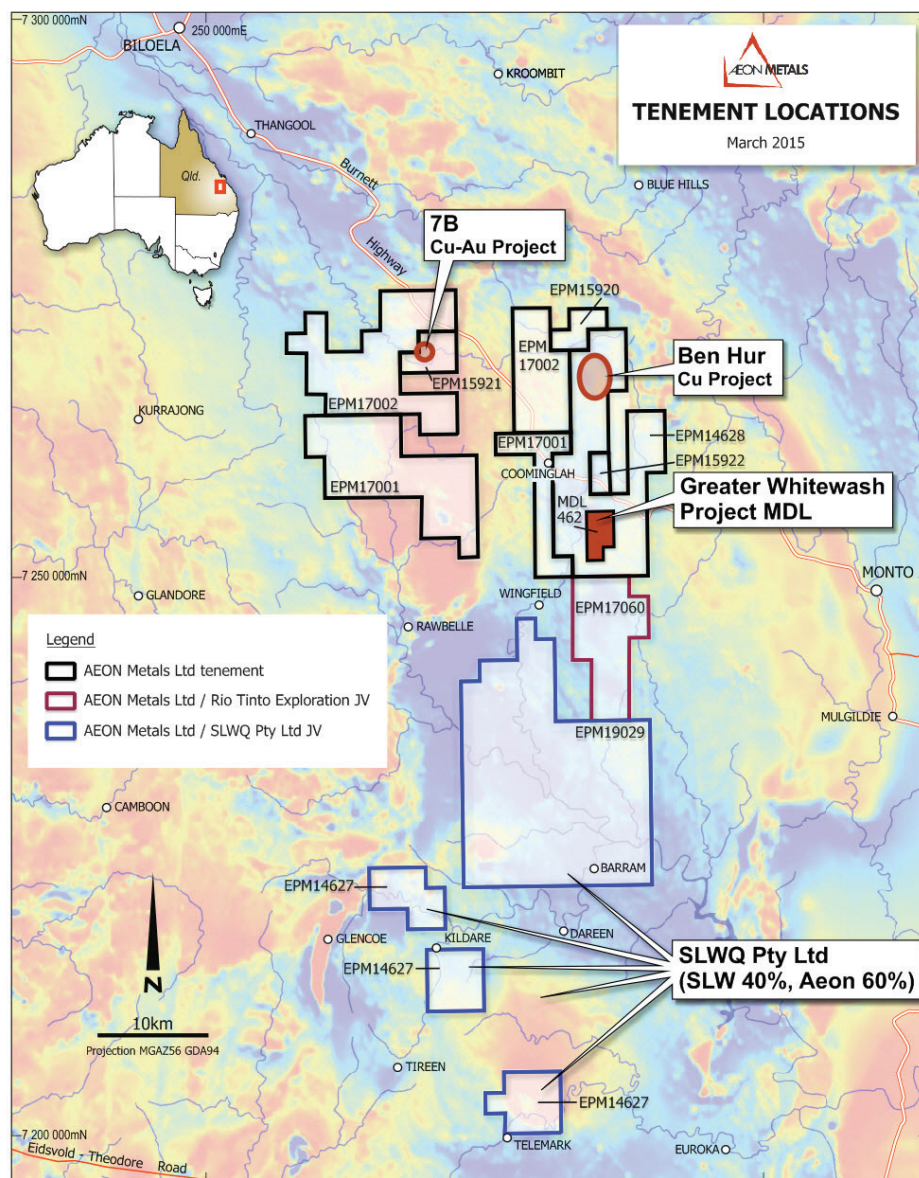 7 300 000mN
250 000mE
BILOELA
KROOMBIT
AEON METALS
TENEMENT LOCATIONS
March 2015
THANGOOL
Burnett
Highway
BLUE HILLS
Qld.
7B
Cu-Au Project
EPM15920
EPM
17002
Ben Hur
Cu Project
EPM15921
KURRAJONG
EPM17002
EPM14628
EPM17001
EPM15922
COOMINGLAH
EPM17001
Greater Whitewash
Project MDL
MDL
462
7 250 000mN
MONTO
GLANDORE
WINGFIELD
EPM17060
RAWBELLE
Legend
AEON Metals Ltd tenement
AEON Metals Ltd / Rio Tinto Exploration JV
AEON Metals Ltd / SLWQ Pty Ltd JV
MULGILDIE
EPM19029
CAMBOON
BARRAM
EPM14627
GLENCOE
KILDARE
DAREEN
SLWQ Pty Ltd
(SLW 40%, Aeon 60%)
EPM14627
N
10km
Projection MGAZ56 GDA94
TIREEN
EPM14627
7 200 000mN
TELEMARK
EUROKA
Eidsvold - Theodore Road